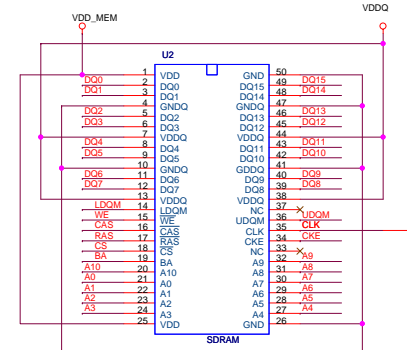 VDD_MEM VDDQ
U2
1 VDD GND 50
DQ0 2 DQ0 DQ15 49 DQ15
DQ1 3 DQ1 DQ14 48 DQ14
4 GNDQ GNDQ 47
DQ2 5 DQ2 DQ13 46 DQ13
DQ3 6 DQ3 DQ12 45 DQ12
7 VDDQ VDDQ 44
DQ4 8 DQ4 DQ11 43 DQ11
DQ5 9 DQ5 DQ10 42 DQ10
10 GNDQ GDDQ 41
DQ6 11 DQ6 DQ9 40 DQ9
DQ7 12 DQ7 DQ8 39 DQ8
13 VDDQ VDDQ 38
LDQM 14 LDQM NC 37
WE 15 WE UDQM 36 UDQM
CAS 16 CAS CLK 35 CLK
RAS 17 RAS CKE 34 CKE
CS 18 CS NC 33
BA 19 BA A9 32 A9
A10 20 A10 A8 31 A8
A0 21 A0 A7 30 A7
A1 22 A1 A6 29 A6
A2 23 A2 A5 28 A5
A3 24 A3 A4 27 A4
25 VDD GND 26
SDRAM